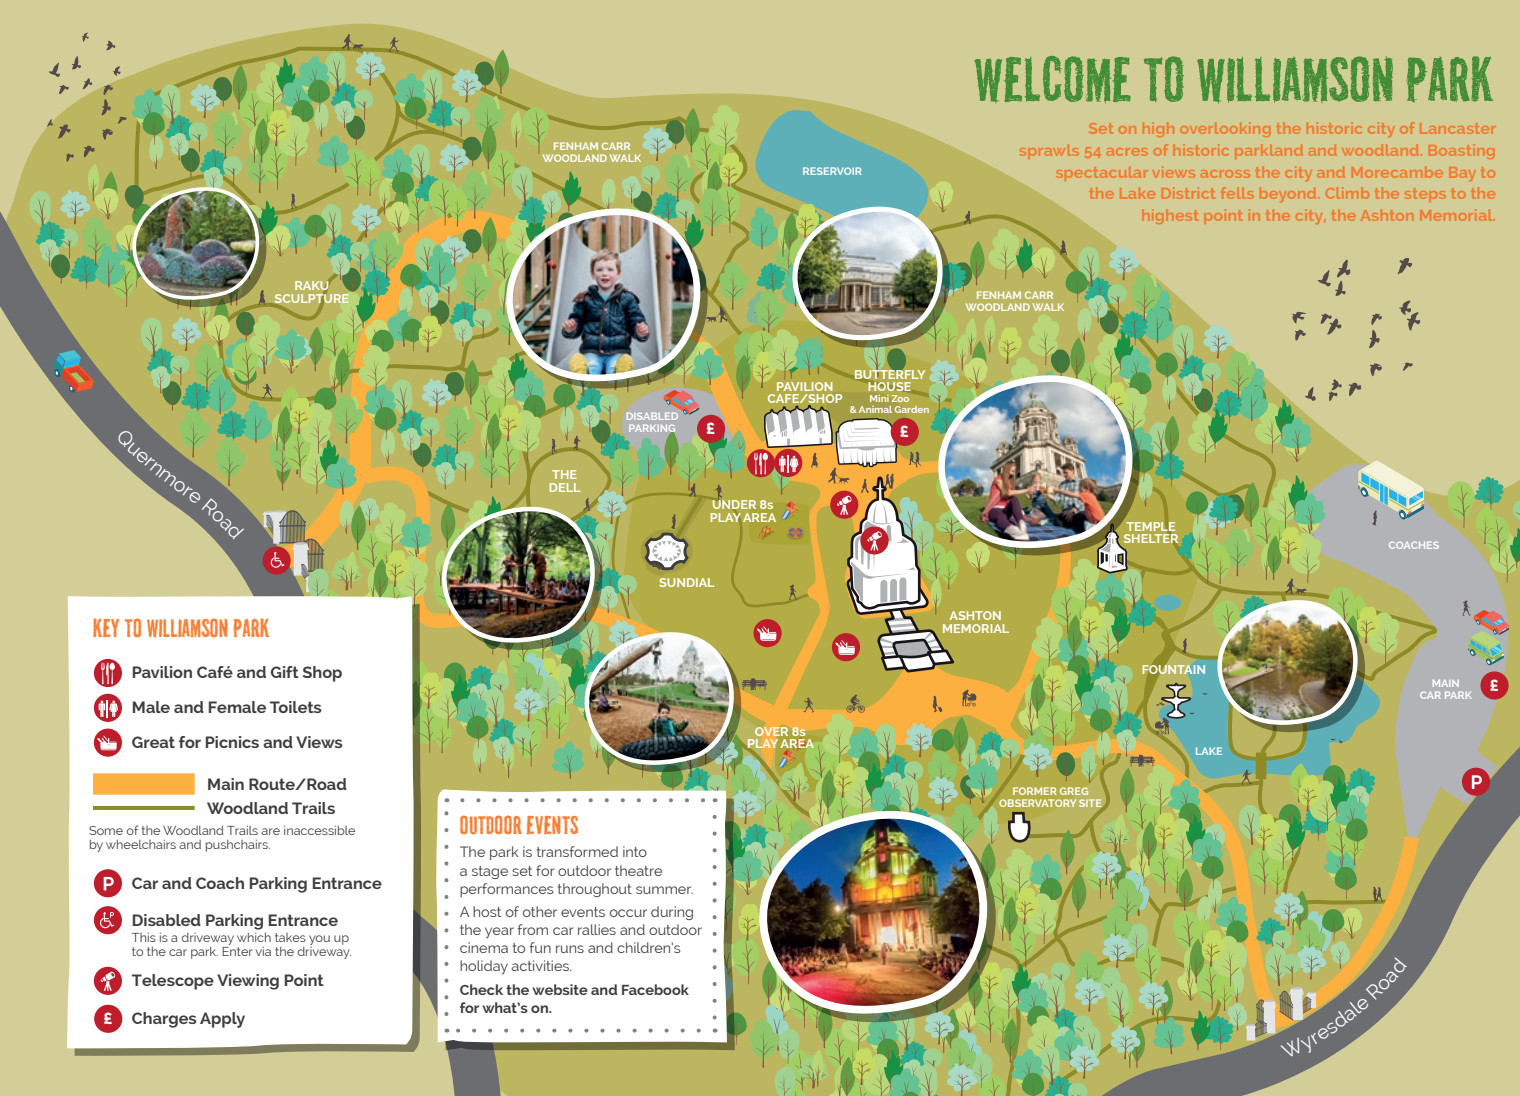 WELCOME TO WILLIAMSON PARK
Set on high overlooking the historic city of Lancaster
sprawls 54 acres of historic parkland and woodland. Boasting
spectacular views across the city and Morecambe Bay to
the Lake District fells beyond. Climb the steps to the
highest point in the city, the Ashton Memorial.
FENHAM CARR
WOODLAND WALK
RESERVOIR
RAKU
SCULPTURE
FENHAM CARR
WOODLAND WALK
PAVILION
CAFE/SHOP
BUTTERFLY
HOUSE
Mini Zoo
& Animal Garden
£
DISABLED
PARKING
£
Quernmore Road
THE
DELL
UNDER 8s
PLAY AREA
SUNDIAL
TEMPLE
SHELTER
COACHES
ASHTON
MEMORIAL
FOUNTAIN
MAIN
CAR PARK
£
LAKE
OVER 8s
PLAY AREA
P
FORMER GREG
OBSERVATORY SITE
Wyresdale Road
KEY TO WILLIAMSON PARK
Pavilion Café and Gift Shop
Male and Female Toilets
Great for Picnics and Views
Main Route/Road
Woodland Trails
Some of the Woodland Trails are inaccessible
by wheelchairs and pushchairs.
P Car and Coach Parking Entrance
P Disabled Parking Entrance
This is a driveway which takes you up
to the car park. Enter via the driveway.
Telescope Viewing Point
£ Charges Apply
OUTDOOR EVENTS
The park is transformed into
a stage set for outdoor theatre
performances throughout summer.
A host of other events occur during
the year from car rallies and outdoor
cinema to fun runs and children's
holiday activities.
Check the website and Facebook
for what's on.